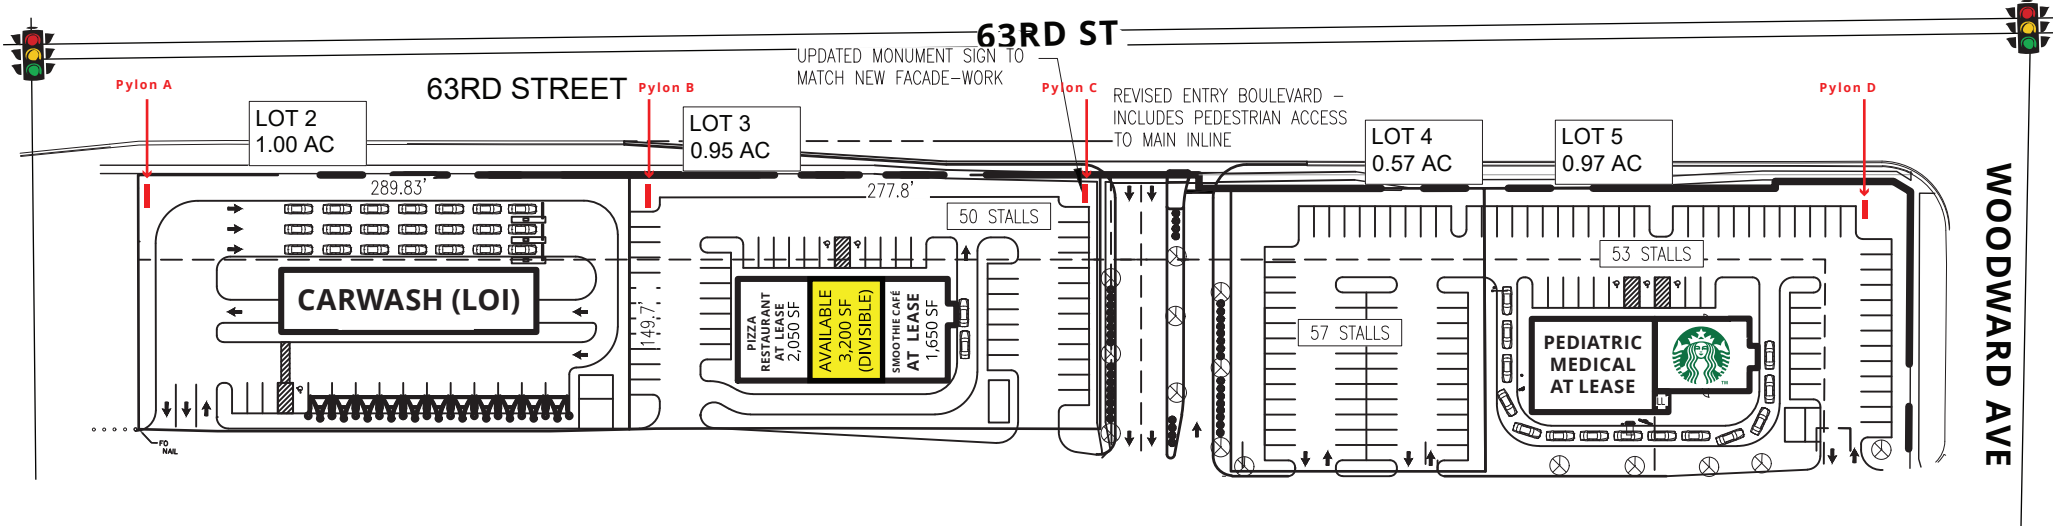 63RD ST
UPDATED MONUMENT SIGN TO
MATCH NEW FACADE-WORK
63RD STREET
Pylon A
Pylon B
Pylon C
Pylon D
REVISED ENTRY BOULEVARD -
INCLUDES PEDESTRIAN ACCESS
TO MAIN INLINE
LOT 2
1.00 AC
LOT 3
0.95 AC
LOT 4
0.57 AC
LOT 5
0.97 AC
289.83'
277.8'
50 STALLS
53 STALLS
57 STALLS
149.7'
CARWASH (LOI)
PIZZA
RESTAURANT
AT LEASE
2,050 SF
AVAILABLE
3,200 SF
(DIVISIBLE)
SMOOTHIE CAFÉ
AT LEASE
1,650 SF
PEDIATRIC
MEDICAL
AT LEASE
TM
FD
NAIL
WOODWARD AVE